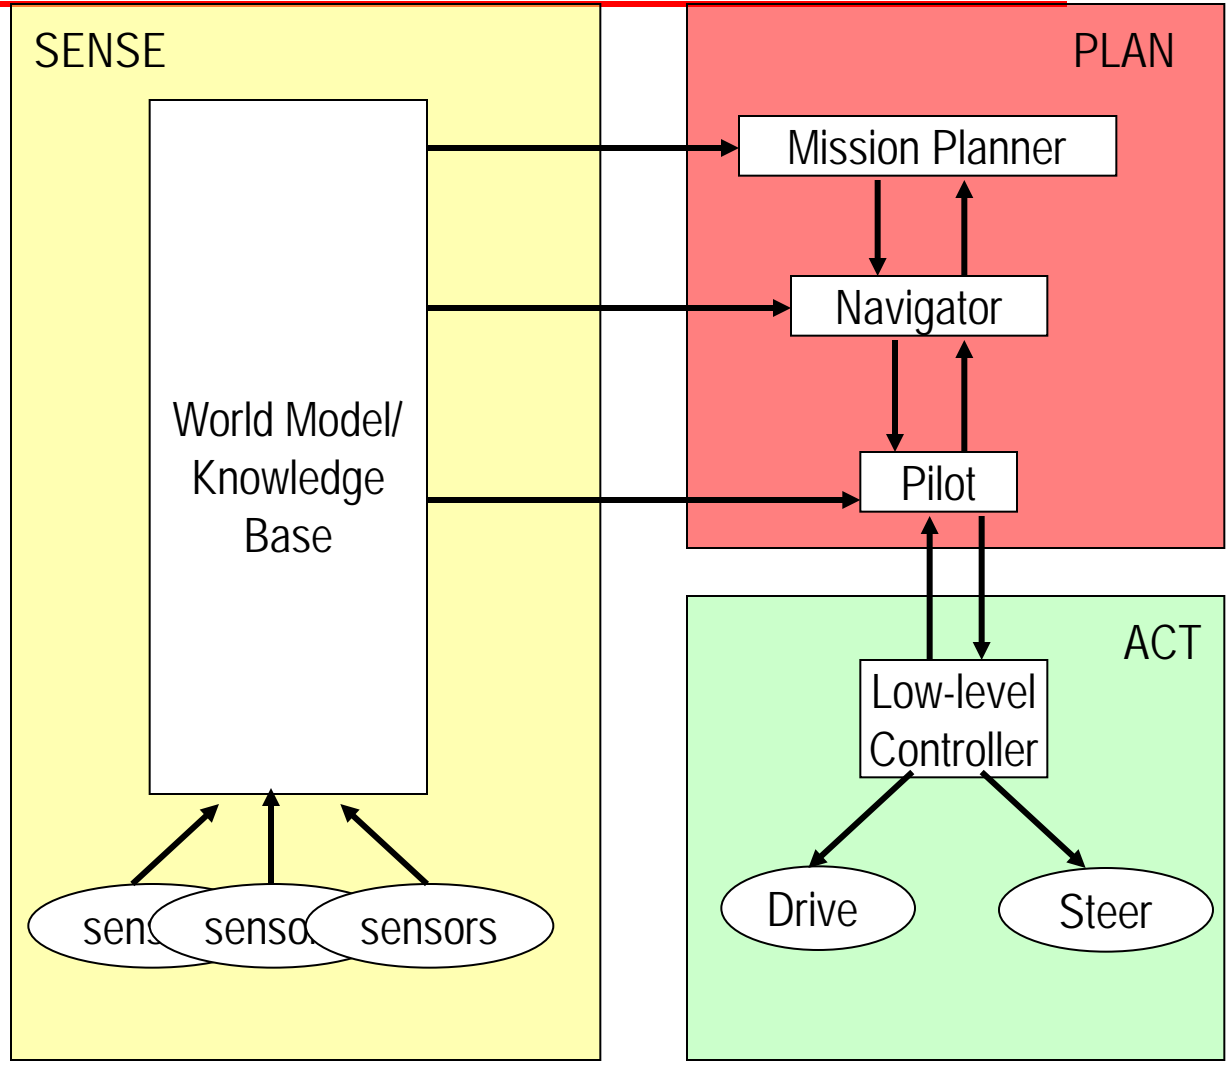 SENSE
PLAN
Mission Planner
Navigator
World Model/
Knowledge
Base
Pilot
ACT
Low-level
Controller
Drive
Steer
sensors